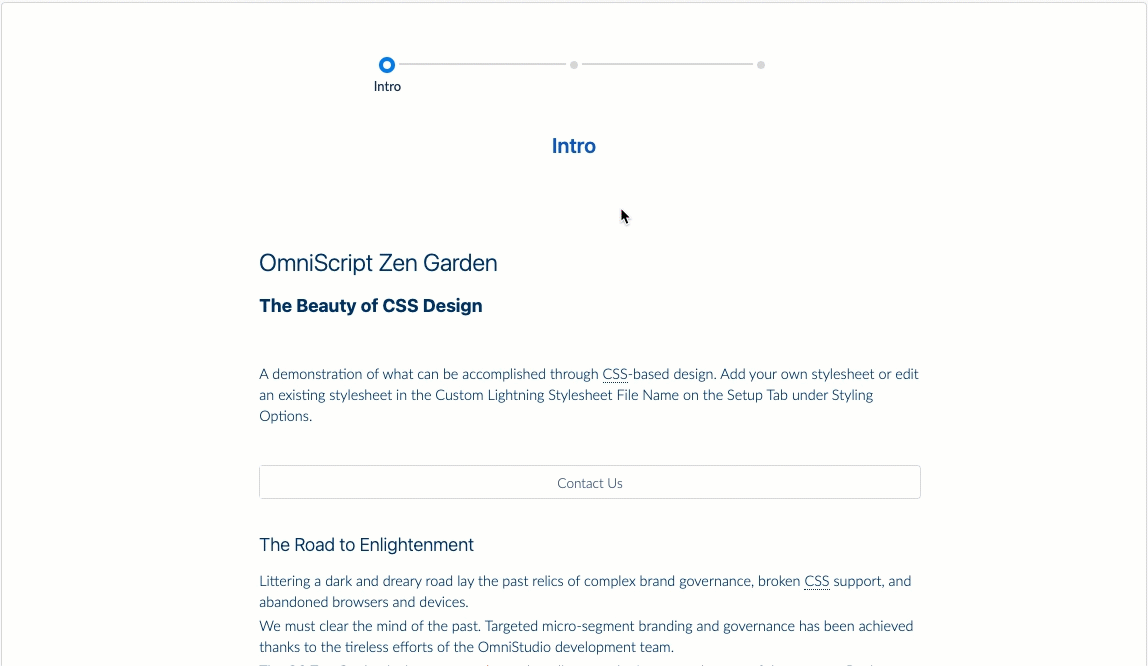 Intro
Intro
OmniScript Zen Garden
The Beauty of CSS Design
A demonstration of what can be accomplished through CSS-based design. Add your own stylesheet or edit
an existing stylesheet in the Custom Lightning Stylesheet File Name on the Setup Tab under Styling
Options.
Contact Us
The Road to Enlightenment
Littering a dark and dreary road lay the past relics of complex brand governance, broken CSS support, and
abandoned browsers and devices.
We must clear the mind of the past. Targeted micro-segment branding and governance has been achieved
thanks to the tireless efforts of the OmniStudio development team.